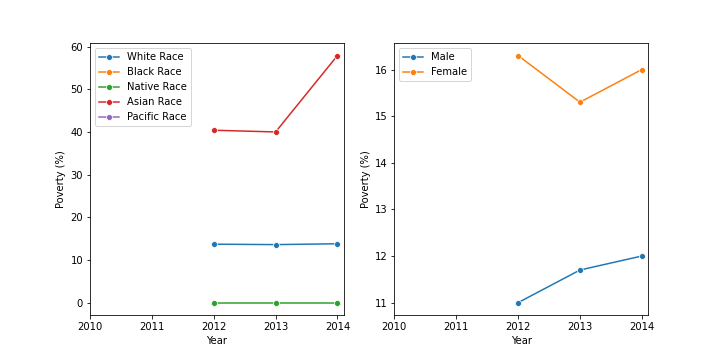 White Race
Black Race
Native Race
Asian Race
Pacific Race
Poverty (%)
60
50
40
30
20
10
0
2010 2011 2012 2013 2014
Year
Male
Female
Poverty (%)
16
15
14
13
12
11
2010 2011 2012 2013 2014
Year